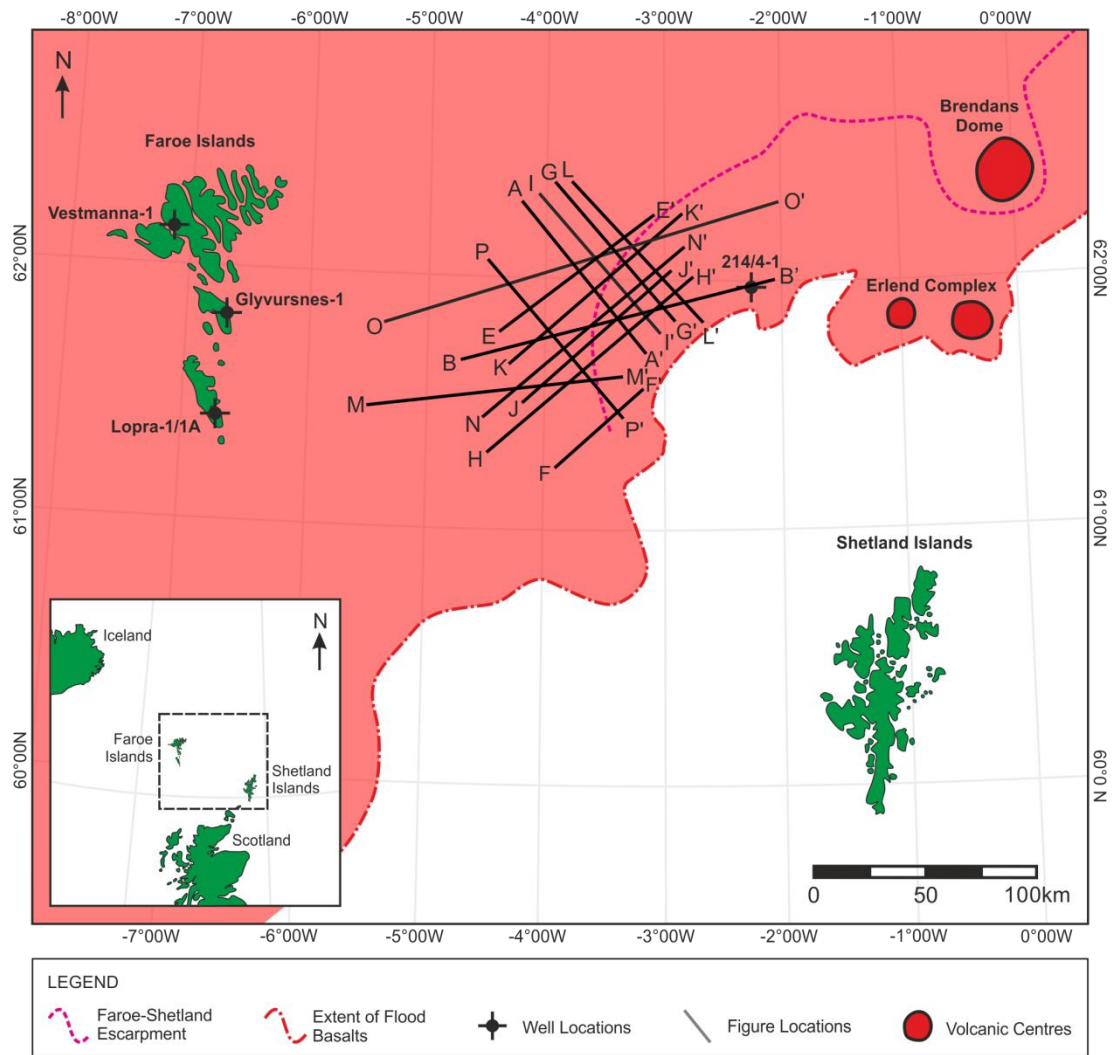 -8°00'W -7°00'W -6°00'W -5°00'W -4°00'W -3°00'W -2°00'W -1°00'W 0°00'W
N
Brendans
Dome
Faroe Islands
Vestmanna-1
62°00'N
Glyvursnes-1
Lopra-1/1A
61°00'N
60°00'N
A
I
G
L
E'
K'
O'
P
N'
214/4-1
62°00'N
J'
H'
B'
Erlend Complex
O
E
B
K
G'
L'
I'
A'
M
M'
F'
N
J
P'
H
F
61°00'N
Shetland Islands
60°0 N
N
Iceland
Faroe
Islands
Shetland
Islands
Scotland
0 50 100km
-7°00'W -6°00'W -5°00'W -4°00'W -3°00'W -2°00'W -1°00'W 0°00'W
LEGEND
Faroe-Shetland
Escarpment
Extent of Flood
Basalts
Well Locations
Figure Locations
Volcanic Centres